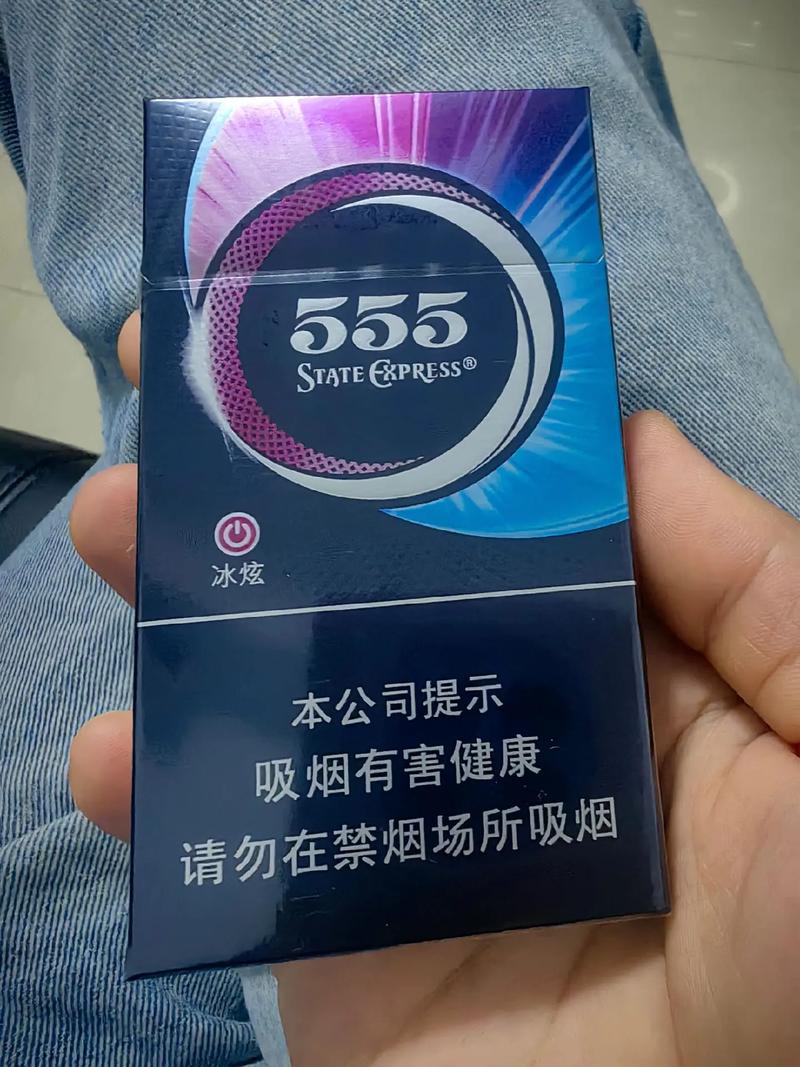 555
STATE EXPRESS®
冰炫
本公司提示
吸烟有害健康
请勿在禁烟场所吸烟